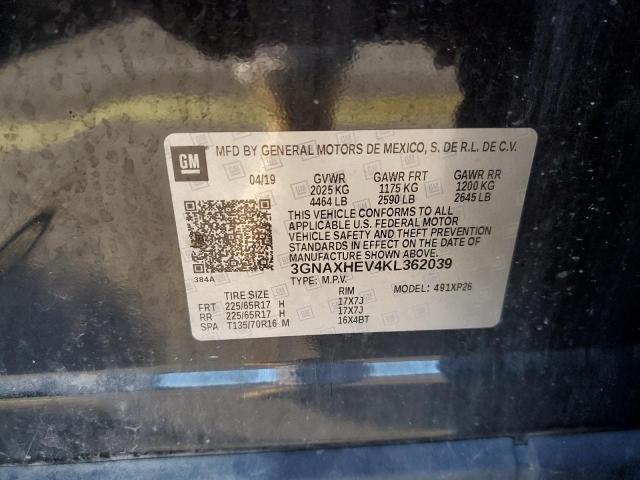 GM MFD BY GENERAL MOTORS DE MEXICO, S. DE R.L. DE C.V.
04/19 GVWR GAWR FRT GAWR RR
2025 KG 1175 KG 1200 KG
4464 LB 2590 LB 2645 LB
THIS VEHICLE CONFORMS TO ALL
APPLICABLE U.S. FEDERAL MOTOR
VEHICLE SAFETY AND THEFT PREVENTION
STANDARDS IN EFFECT ON THE DATE OF
MANUFACTURE SHOWN ABOVE.
384A 3GNAXHEV4KL362039
TYPE: M.P.V. MODEL: 491XP26
TIRE SIZE RIM
FRT 225/65R17 H 17X7J
RR 225/65R17 H 17X7J
SPA T135/70R16 M 16X4BT